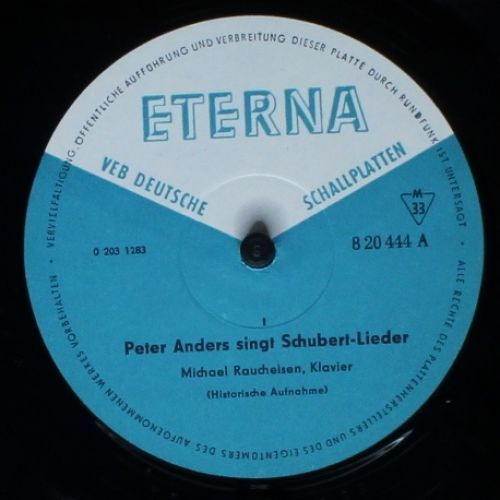 VERVIELFÄLTIGUNG, ÖFFENTLICHE AUFFÜHRUNG UND VERBREITUNG DIESER PLATTE DURCH RUNDFUNK IST UNTERSAGT • ALLE RECHTE DES PLATTENHERSTELLERS UND DES EIGENTÜMERS DES AUFGENOMMENEN WERKES VORBEHALTEN •
ETERNA
VEB DEUTSCHE SCHALLPLATTEN
M
33
0 203 1283
8 20 444 A
I
Peter Anders singt Schubert-Lieder
Michael Raucheisen, Klavier
(Historische Aufnahme)